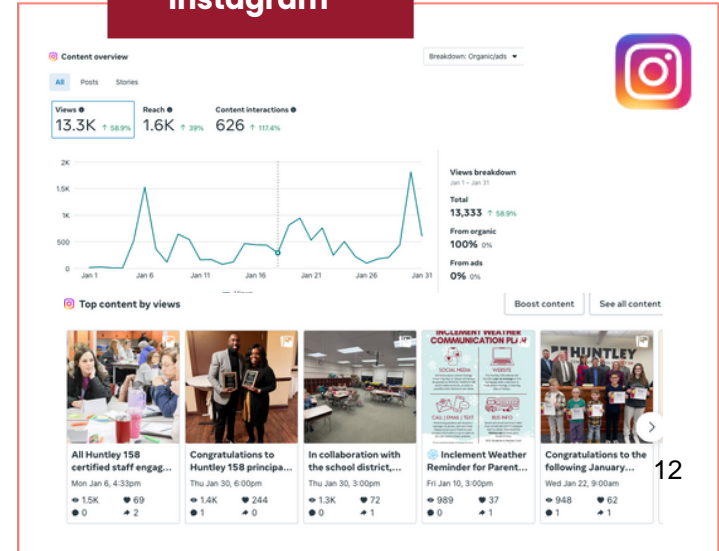 Instagram
Content overview
Breakdown: Organic/ads
All Posts Stories
Views Reach Content interactions
13.3K ↑ 58.9% 1.6K ↑ 39% 626 ↑ 117.4%
2K
1.5K
1K
500
0
Jan 1 Jan 6 Jan 11 Jan 16 Jan 21 Jan 26 Jan 31
Views breakdown
Jan 1 – Jan 31
Total
13,333 ↑ 58.9%
From organic
100% 0%
From ads
0% 0%
Top content by views
Boost content See all content
INCLEMENT WEATHER
COMMUNICATION PLAN
SOCIAL MEDIA WEBSITE
CALL | EMAIL | TEXT BUS INFO
HUNTLEY
All Huntley 158
certified staff engag...
Mon Jan 6, 4:33pm
1.5K 69
0 2
Congratulations to
Huntley 158 principa...
Thu Jan 30, 6:00pm
1.4K 244
1 0
In collaboration with
the school district,...
Thu Jan 30, 3:00pm
1.3K 72
0 1
Inclement Weather
Reminder for Parent...
Fri Jan 10, 3:00pm
989 37
0 1
Congratulations to the
following January...
Wed Jan 22, 9:00am
948 62
1 1
12